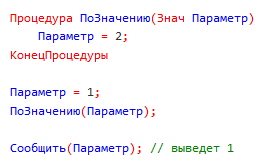 Процедура ПоЗначению(Знач Параметр)
    Параметр = 2;
КонецПроцедуры

Параметр = 1;
ПоЗначению(Параметр);

Сообщить(Параметр); // выведет 1